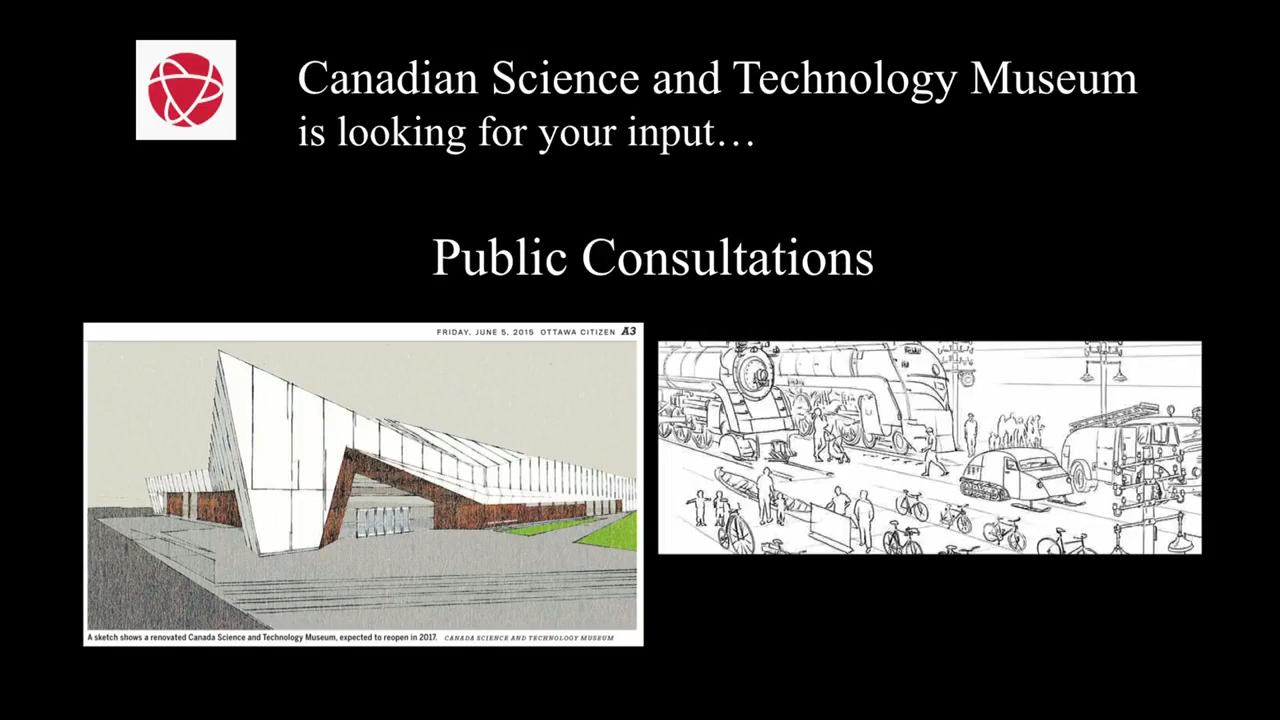 Canadian Science and Technology Museum
is looking for your input…
Public Consultations
FRIDAY, JUNE 5, 2015 OTTAWA CITIZEN A3
A sketch shows a renovated Canada Science and Technology Museum, expected to reopen in 2017. CANADA SCIENCE AND TECHNOLOGY MUSEUM